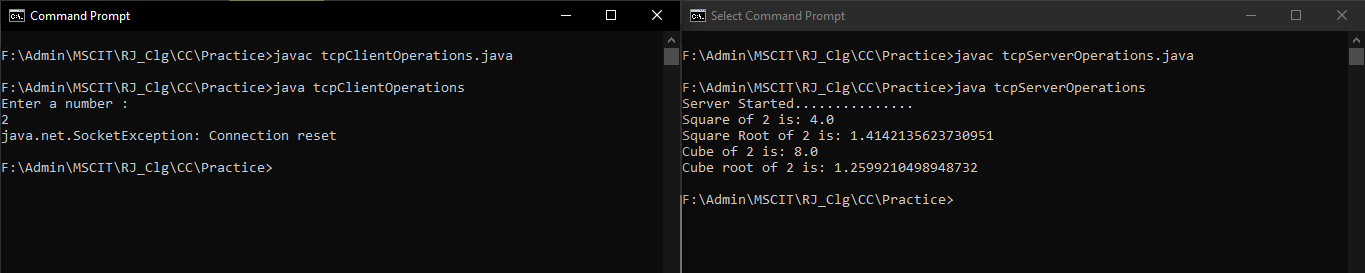 Command Prompt
F:\Admin\MSCIT\RJ_Clg\CC\Practice>javac tcpClientOperations.java
F:\Admin\MSCIT\RJ_Clg\CC\Practice>java tcpClientOperations
Enter a number :
2
java.net.SocketException: Connection reset
F:\Admin\MSCIT\RJ_Clg\CC\Practice>
Select Command Prompt
F:\Admin\MSCIT\RJ_Clg\CC\Practice>javac tcpServerOperations.java
F:\Admin\MSCIT\RJ_Clg\CC\Practice>java tcpServerOperations
Server Started...............
Square of 2 is: 4.0
Square Root of 2 is: 1.4142135623730951
Cube of 2 is: 8.0
Cube root of 2 is: 1.2599210498948732
F:\Admin\MSCIT\RJ_Clg\CC\Practice>